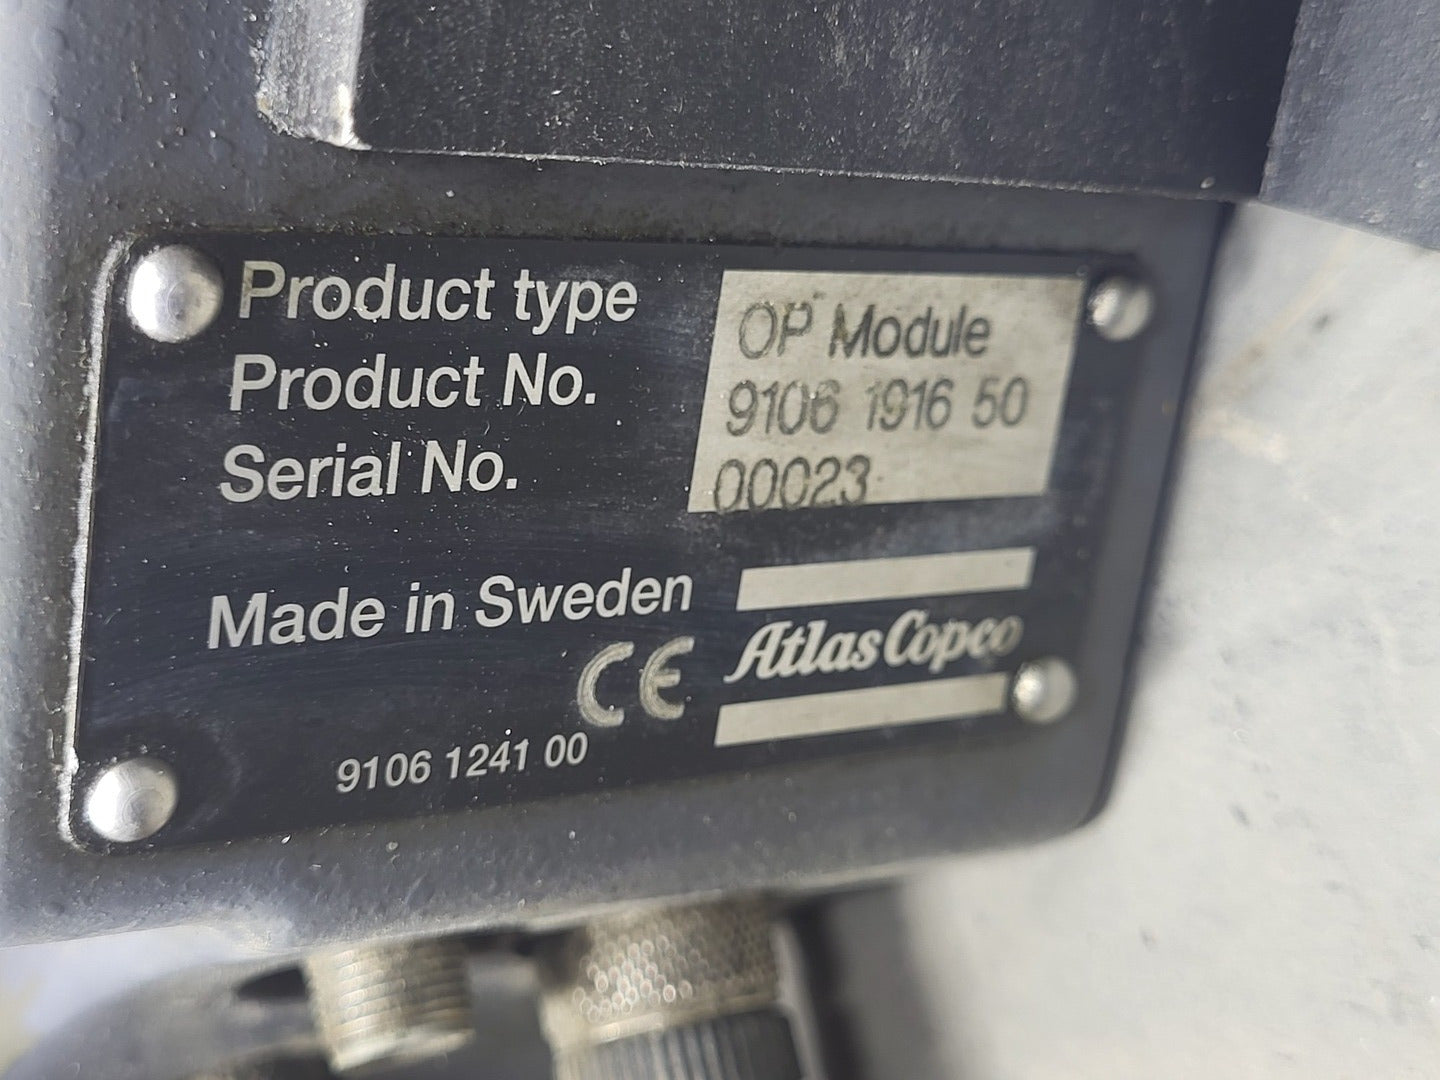 Product type OP Module
Product No. 9106 1916 50
Serial No. 00023
Made in Sweden
CE Atlas Copco
9106 1241 00